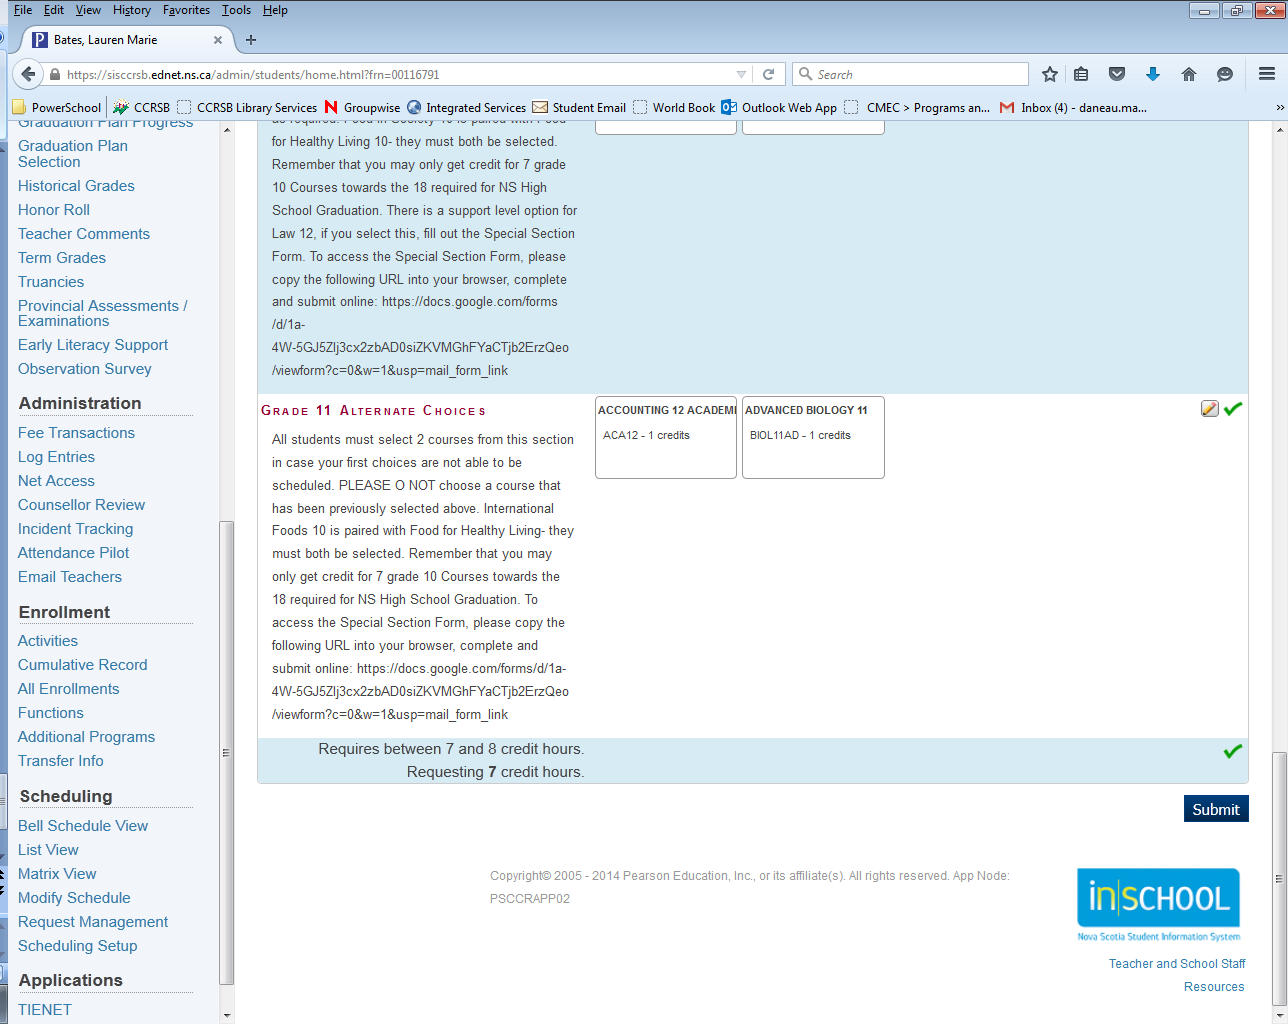 File Edit View History Favorites Tools Help
Bates, Lauren Marie
https://sisccrsb.ednet.ns.ca/admin/students/home.html?frn=00116791
Search
PowerSchool CCRSB CCRSB Library Services Groupwise Integrated Services Student Email World Book Outlook Web App CMEC > Programs an... Inbox (4) - daneau.ma... »
Graduation Plan Progress
Graduation Plan
Selection
Historical Grades
Honor Roll
Teacher Comments
Term Grades
Truancies
Provincial Assessments /
Examinations
Early Literacy Support
Observation Survey
Administration
Fee Transactions
Log Entries
Net Access
Counsellor Review
Incident Tracking
Attendance Pilot
Email Teachers
Enrollment
Activities
Cumulative Record
All Enrollments
Functions
Additional Programs
Transfer Info
Scheduling
Bell Schedule View
List View
Matrix View
Modify Schedule
Request Management
Scheduling Setup
Applications
TIENET
as required. Food in Society 10 is paired with Food
for Healthy Living 10- they must both be selected.
Remember that you may only get credit for 7 grade
10 Courses towards the 18 required for NS High
School Graduation. There is a support level option for
Law 12, if you select this, fill out the Special Section
Form. To access the Special Section Form, please
copy the following URL into your browser, complete
and submit online: https://docs.google.com/forms
/d/1a-
4W-5GJ5Zlj3cx2zbAD0siZKVMGhFYaCTjb2ErzQeo
/viewform?c=0&w=1&usp=mail_form_link
Grade 11 Alternate Choices
All students must select 2 courses from this section
in case your first choices are not able to be
scheduled. PLEASE O NOT choose a course that
has been previously selected above. International
Foods 10 is paired with Food for Healthy Living- they
must both be selected. Remember that you may
only get credit for 7 grade 10 Courses towards the
18 required for NS High School Graduation. To
access the Special Section Form, please copy the
following URL into your browser, complete and
submit online: https://docs.google.com/forms/d/1a-
4W-5GJ5Zlj3cx2zbAD0siZKVMGhFYaCTjb2ErzQeo
/viewform?c=0&w=1&usp=mail_form_link
ACCOUNTING 12 ACADEMI
ACA12 - 1 credits
ADVANCED BIOLOGY 11
BIOL11AD - 1 credits
Requires between 7 and 8 credit hours.
Requesting 7 credit hours.
Submit
Copyright© 2005 - 2014 Pearson Education, Inc., or its affiliate(s). All rights reserved. App Node:
PSCCRAPP02
in|SCHOOL
Nova Scotia Student Information System
Teacher and School Staff
Resources